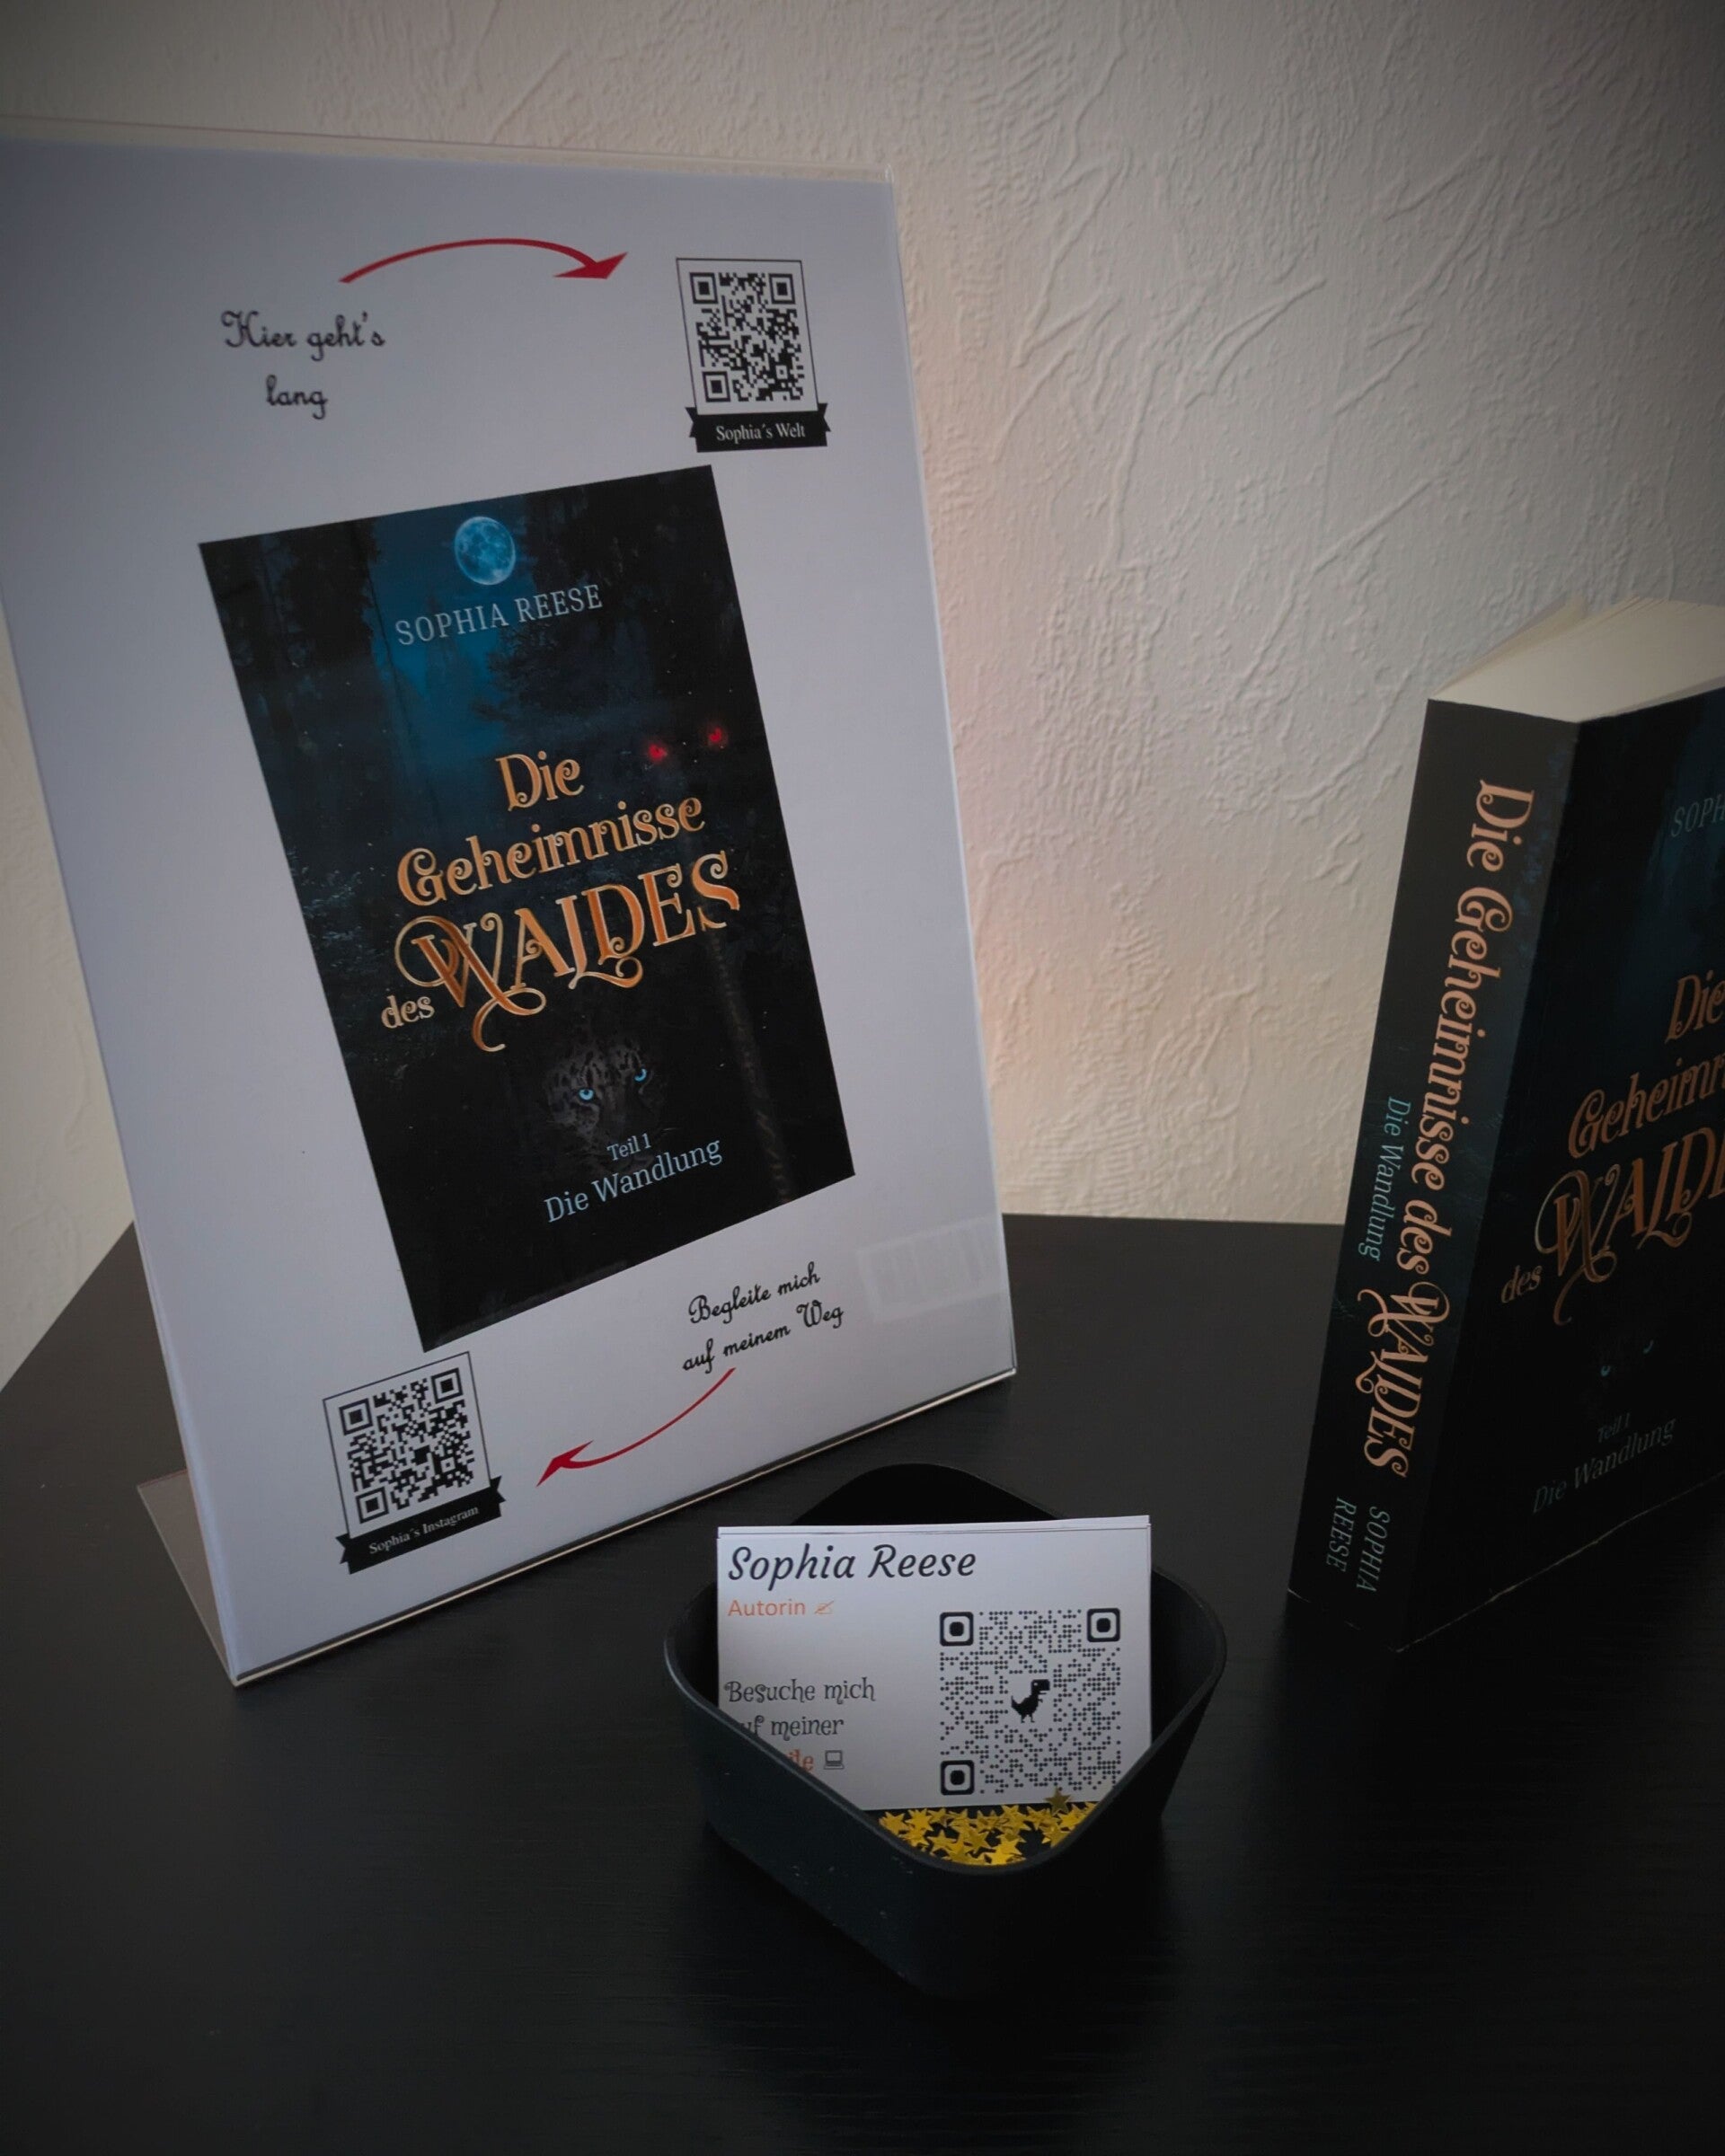 Hier geht's
lang
Sophia´s Welt
SOPHIA REESE
Die
Geheimnisse
des WALDES
Teil 1
Die Wandlung
Begleite mich
auf meinem Weg
Sophia´s Instagram
Sophia Reese
Autorin
Besuche mich
meiner
Die Geheimnisse des WALDES
Die Wandlung
SOPHIA
REESE
Die
des
Teil 1
Die Wandlung